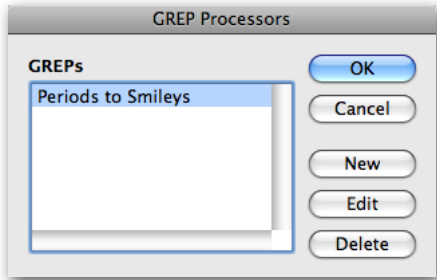 GREP Processors
GREPs
Periods to Smileys
OK
Cancel
New
Edit
Delete